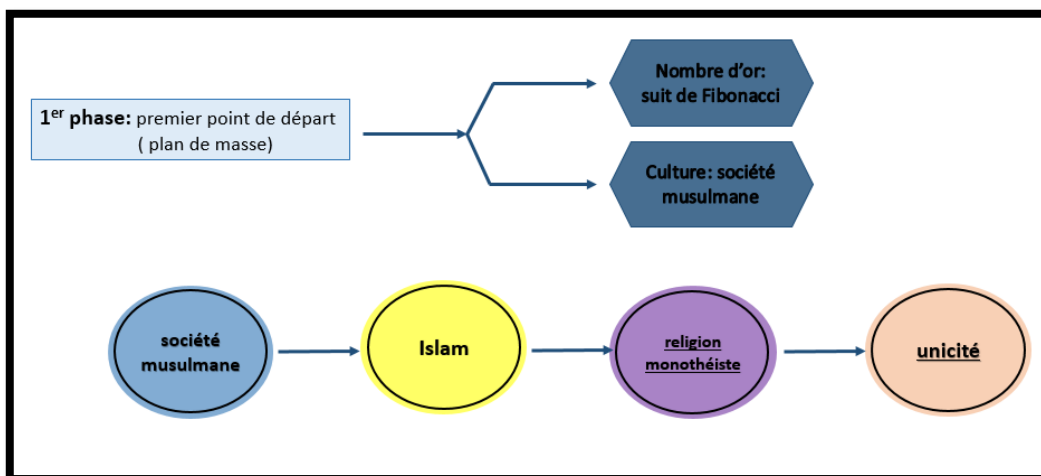 1er phase: premier point de départ
( plan de masse)
Nombre d'or:
suit de Fibonacci
Culture: société
musulmane
société
musulmane
Islam
religion
monothéiste
unicité